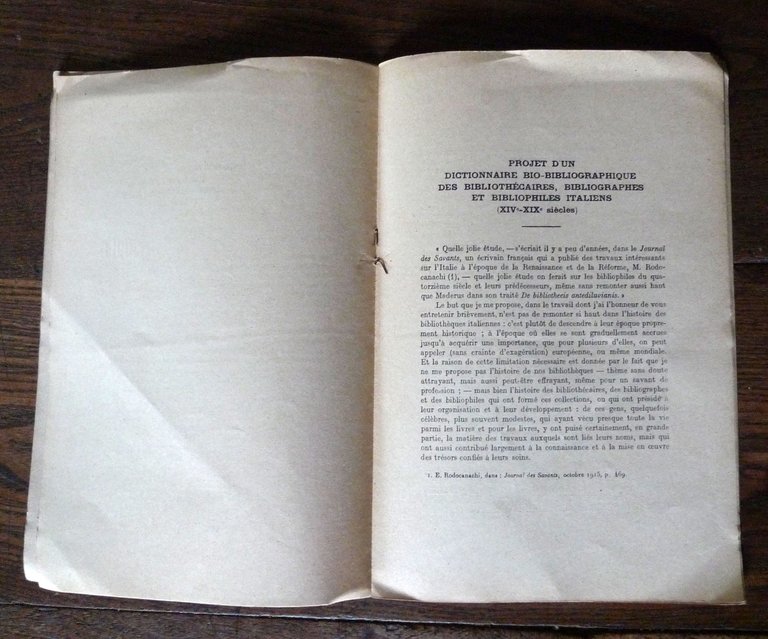 PROJET D'UN
DICTIONNAIRE BIO-BIBLIOGRAPHIQUE
DES BIBLIOTHÉCAIRES, BIBLIOGRAPHES
ET BIBLIOPHILES ITALIENS
(XIVe-XIXe siècles)
« Quelle jolie étude, — s'écriait il y a peu d'années, dans le Journal
des Savants, un écrivain français qui a publié des travaux intéressants
sur l'Italie à l'époque de la Renaissance et de la Réforme, M. Rodo-
canachi (1), — quelle jolie étude on ferait sur les bibliophiles du qua-
torzième siècle et leurs prédécesseurs, même sans remonter aussi haut
que Maderus dans son traité De bibliothecis antediluvianis. »
Le but que je me propose, dans le travail dont j'ai l'honneur de vous
entretenir brièvement, n'est pas de remonter si haut dans l'histoire des
bibliothèques italiennes : c'est plutôt de descendre à leur époque propre-
ment historique ; à l'époque où elles se sont graduellement accrues
jusqu'à acquérir une importance, que pour plusieurs d'elles, on peut
appeler (sans crainte d'exagération) européenne, ou même mondiale.
Et la raison de cette limitation nécessaire est donnée par le fait que je
ne me propose pas l'histoire de nos bibliothèques — thème sans doute
attrayant, mais aussi peut-être effrayant, même pour un savant de
profession ; — mais bien l'histoire des bibliothécaires, des bibliographes
et des bibliophiles qui ont formé ces collections, ou qui ont présidé à
leur organisation et à leur développement : de ces gens, quelquefois
célèbres, plus souvent modestes, qui ayant vécu presque toute la vie
parmi les livres et pour les livres, y ont puisé certainement, en grande
partie, la matière des travaux auxquels sont liés leurs noms, mais qui
ont aussi contribué largement à la connaissance et à la mise en œuvre
des trésors confiés à leurs soins.
1. E. Rodocanachi, dans : Journal des Savants, octobre 1915, p. 469.